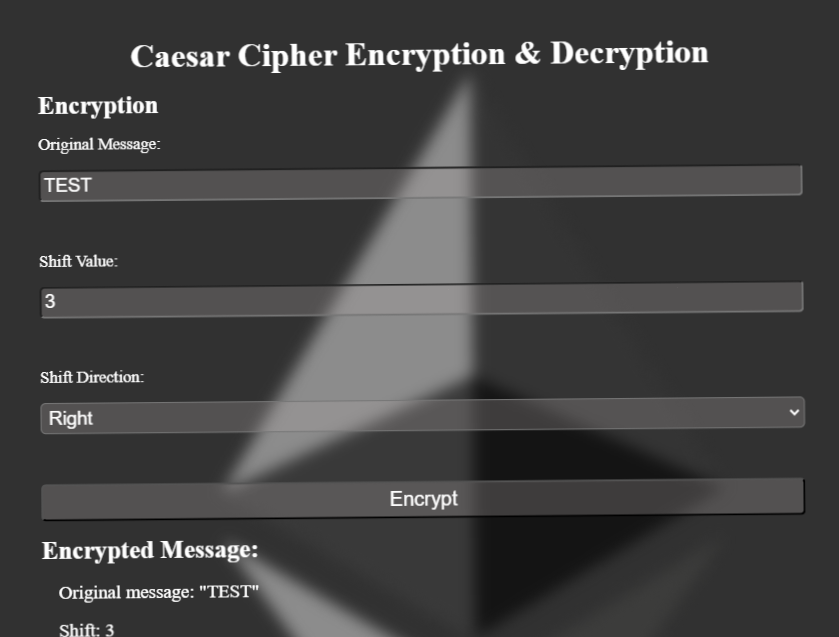 Caesar Cipher Encryption & Decryption
Encryption
Original Message:
TEST
Shift Value:
3
Shift Direction:
Right
Encrypt
Encrypted Message:
Original message: "TEST"
Shift: 3